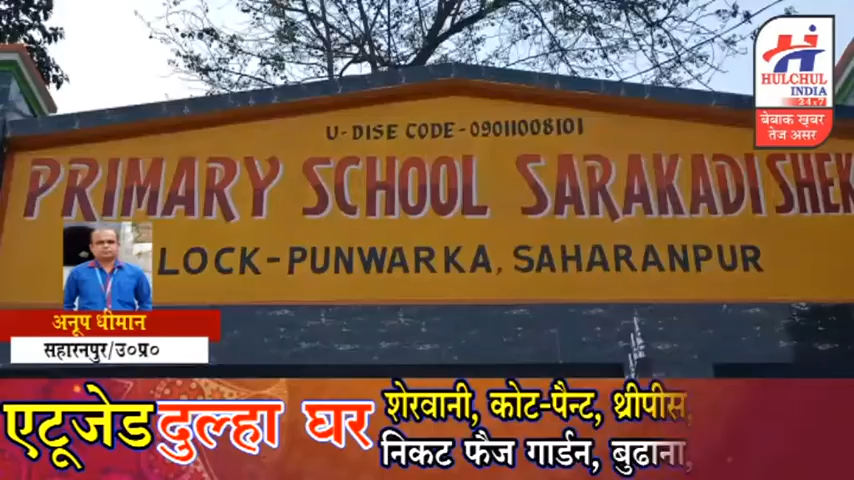 U-DISE CODE-09011008101
PRIMARY SCHOOL SARAKADI SHEK
LOCK-PUNWARKA, SAHARANPUR
HULCHUL
INDIA
24x7
बेबाक खबर
तेज असर
अनूप धीमान
सहारनपुर/उ०प्र०
एटूजेड दुल्हा घर
शेरवानी, कोट-पैन्ट, थ्रीपीस,
निकट फैज गार्डन, बुढाना,